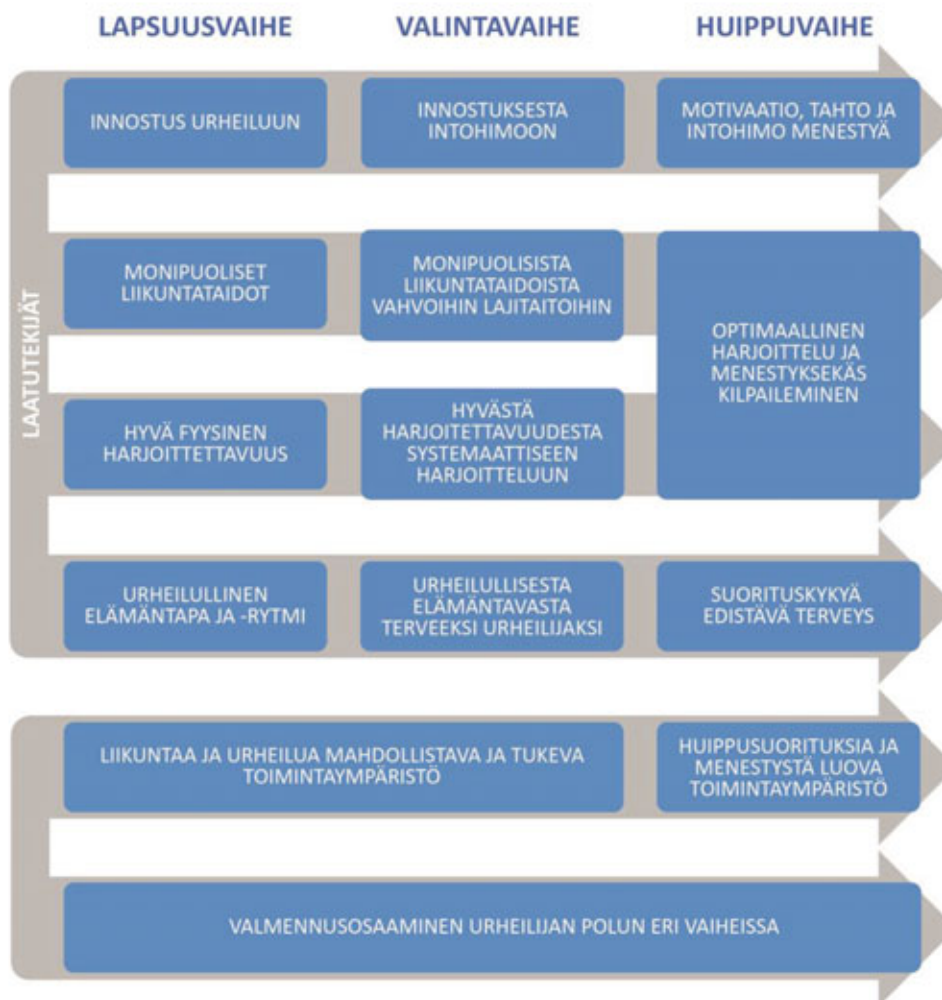 LAPSUUSVAIHE
VALINTAVAIHE
HUIPPUVAIHE
LAATUTEKIJÄT
INNOSTUS URHEILUUN
INNOSTUKSESTA
INTOHIMOON
MOTIVAATIO, TAHTO JA
INTOHIMO MENESTYÄ
MONIPUOLISET
LIIKUNTATAIDOT
MONIPUOLISISTA
LIIKUNTATAIDOISTA
VAHVOIHIN LAJITAITOIHIN
OPTIMAALLINEN
HARJOITTELU JA
MENESTYKSEKÄS
KILPAILEMINEN
HYVÄ FYYSINEN
HARJOITTETTAVUUS
HYVÄSTÄ
HARJOITETTAVUUDESTA
SYSTEMAATTISEEN
HARJOITTELUUN
URHEILULLINEN
ELÄMÄNTAPA JA -RYTMI
URHEILULLISESTA
ELÄMÄNTAVASTA
TERVEEKSI URHEILIJAKSI
SUORITUSKYKYÄ
EDISTÄVÄ TERVEYS
LIIKUNTAA JA URHEILUA MAHDOLLISTAVA JA TUKEVA
TOIMINTAYMPÄRISTÖ
HUIPPUSUORITUKSIA JA
MENESTYSTÄ LUOVA
TOIMINTAYMPÄRISTÖ
VALMENNUSOSAAMINEN URHEILIJAN POLUN ERI VAIHEISSA